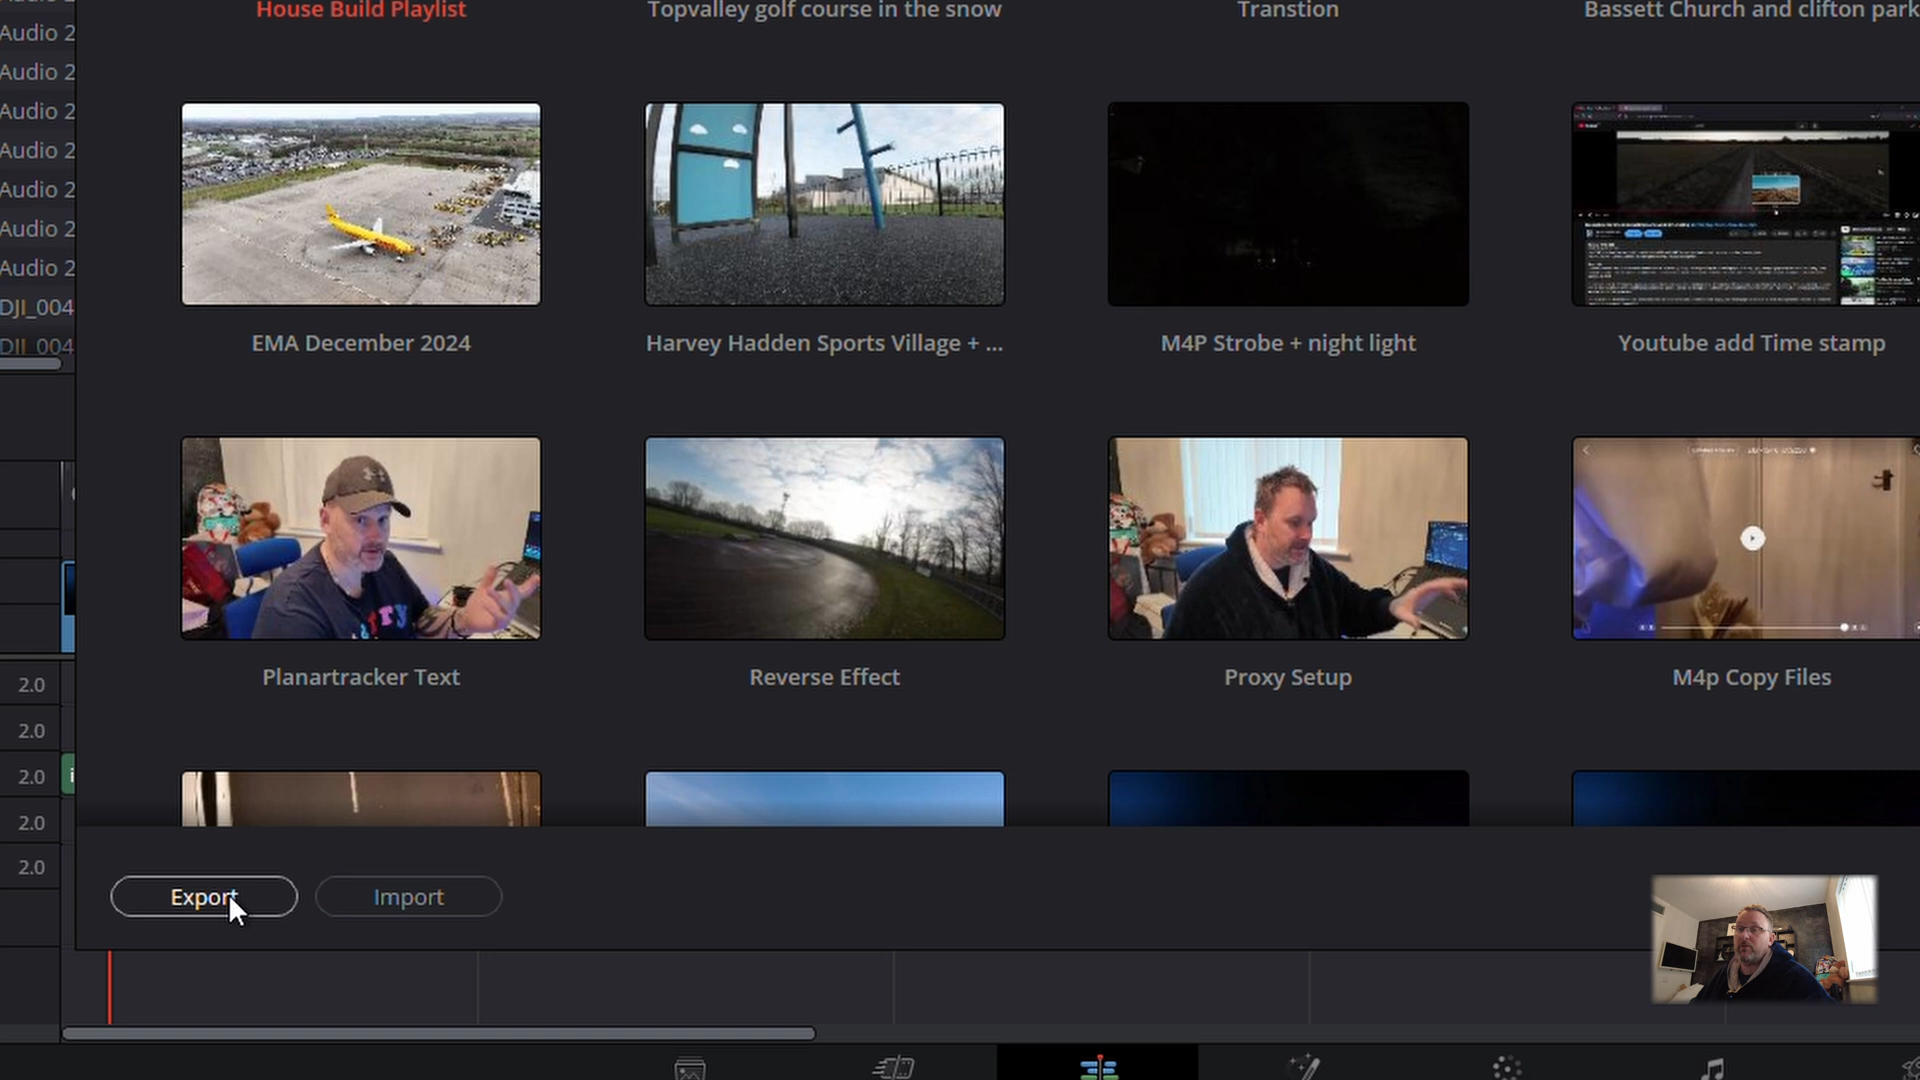 House Build Playlist
Topvalley golf course in the snow
Transtion
Bassett Church and clifton park
Audio 2
Audio 2
Audio 2
Audio 2
Audio 2
Audio 2
Audio 2
DJI_004
DJI_004
EMA December 2024
Harvey Hadden Sports Village + ...
M4P Strobe + night light
Youtube add Time stamp
Planartracker Text
Reverse Effect
Proxy Setup
M4p Copy Files
2.0
2.0
2.0
2.0
2.0
Export
Import